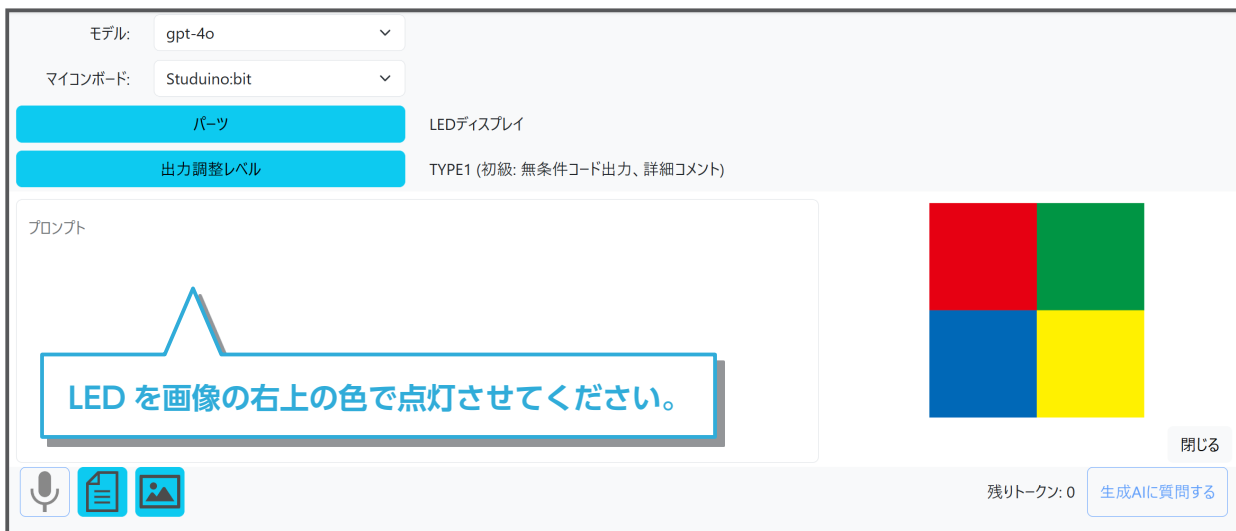 モデル: gpt-4o
マイコンボード: Studuino:bit
パーツ LEDディスプレイ
出力調整レベル TYPE1 (初級: 無条件コード出力、詳細コメント)
プロンプト
LED を画像の右上の色で点灯させてください。
閉じる
残りトークン: 0 生成AIに質問する